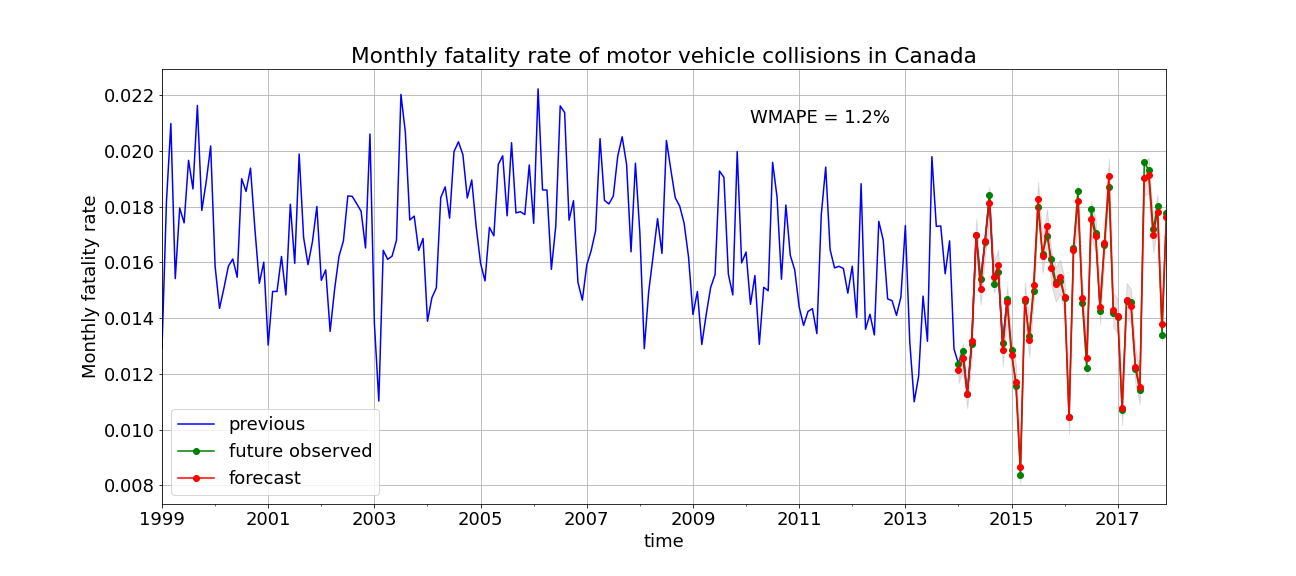 Monthly fatality rate of motor vehicle collisions in Canada
WMAPE = 1.2%
Monthly fatality rate
0.022
0.020
0.018
0.016
0.014
0.012
0.010
0.008
previous
future observed
forecast
1999 2001 2003 2005 2007 2009 2011 2013 2015 2017
time